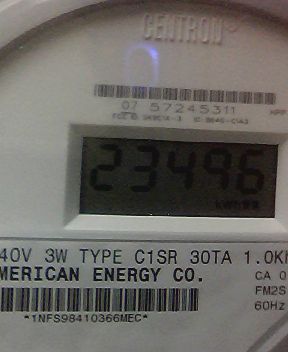 CENTRON
07 57245311
23496
kWh
40V 3W TYPE C1SR 30TA 1.0Kh
MERICAN ENERGY CO.
CA 0
FM2S
60Hz
*1NFS98410366MEC*